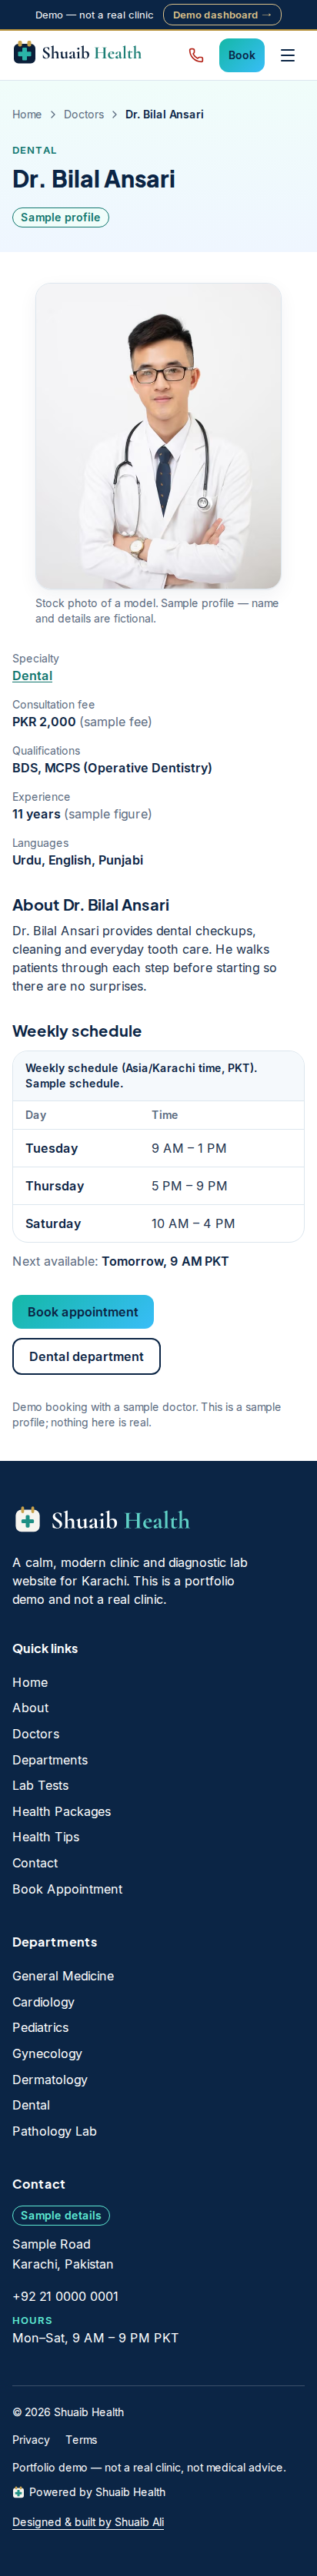 Demo — not a real clinic Demo dashboard →
Shuaib Health Book
Home > Doctors > Dr. Bilal Ansari
DENTAL
Dr. Bilal Ansari
Sample profile
Stock photo of a model. Sample profile — name
and details are fictional.
Specialty
Dental
Consultation fee
PKR 2,000 (sample fee)
Qualifications
BDS, MCPS (Operative Dentistry)
Experience
11 years (sample figure)
Languages
Urdu, English, Punjabi
About Dr. Bilal Ansari
Dr. Bilal Ansari provides dental checkups,
cleaning and everyday tooth care. He walks
patients through each step before starting so
there are no surprises.
Weekly schedule
Weekly schedule (Asia/Karachi time, PKT).
Sample schedule.
Day Time
Tuesday 9 AM – 1 PM
Thursday 5 PM – 9 PM
Saturday 10 AM – 4 PM
Next available: Tomorrow, 9 AM PKT
Book appointment
Dental department
Demo booking with a sample doctor. This is a sample
profile; nothing here is real.
Shuaib Health
A calm, modern clinic and diagnostic lab
website for Karachi. This is a portfolio
demo and not a real clinic.
Quick links
Home
About
Doctors
Departments
Lab Tests
Health Packages
Health Tips
Contact
Book Appointment
Departments
General Medicine
Cardiology
Pediatrics
Gynecology
Dermatology
Dental
Pathology Lab
Contact
Sample details
Sample Road
Karachi, Pakistan
+92 21 0000 0001
HOURS
Mon–Sat, 9 AM – 9 PM PKT
© 2026 Shuaib Health
Privacy Terms
Portfolio demo — not a real clinic, not medical advice.
Powered by Shuaib Health
Designed & built by Shuaib Ali